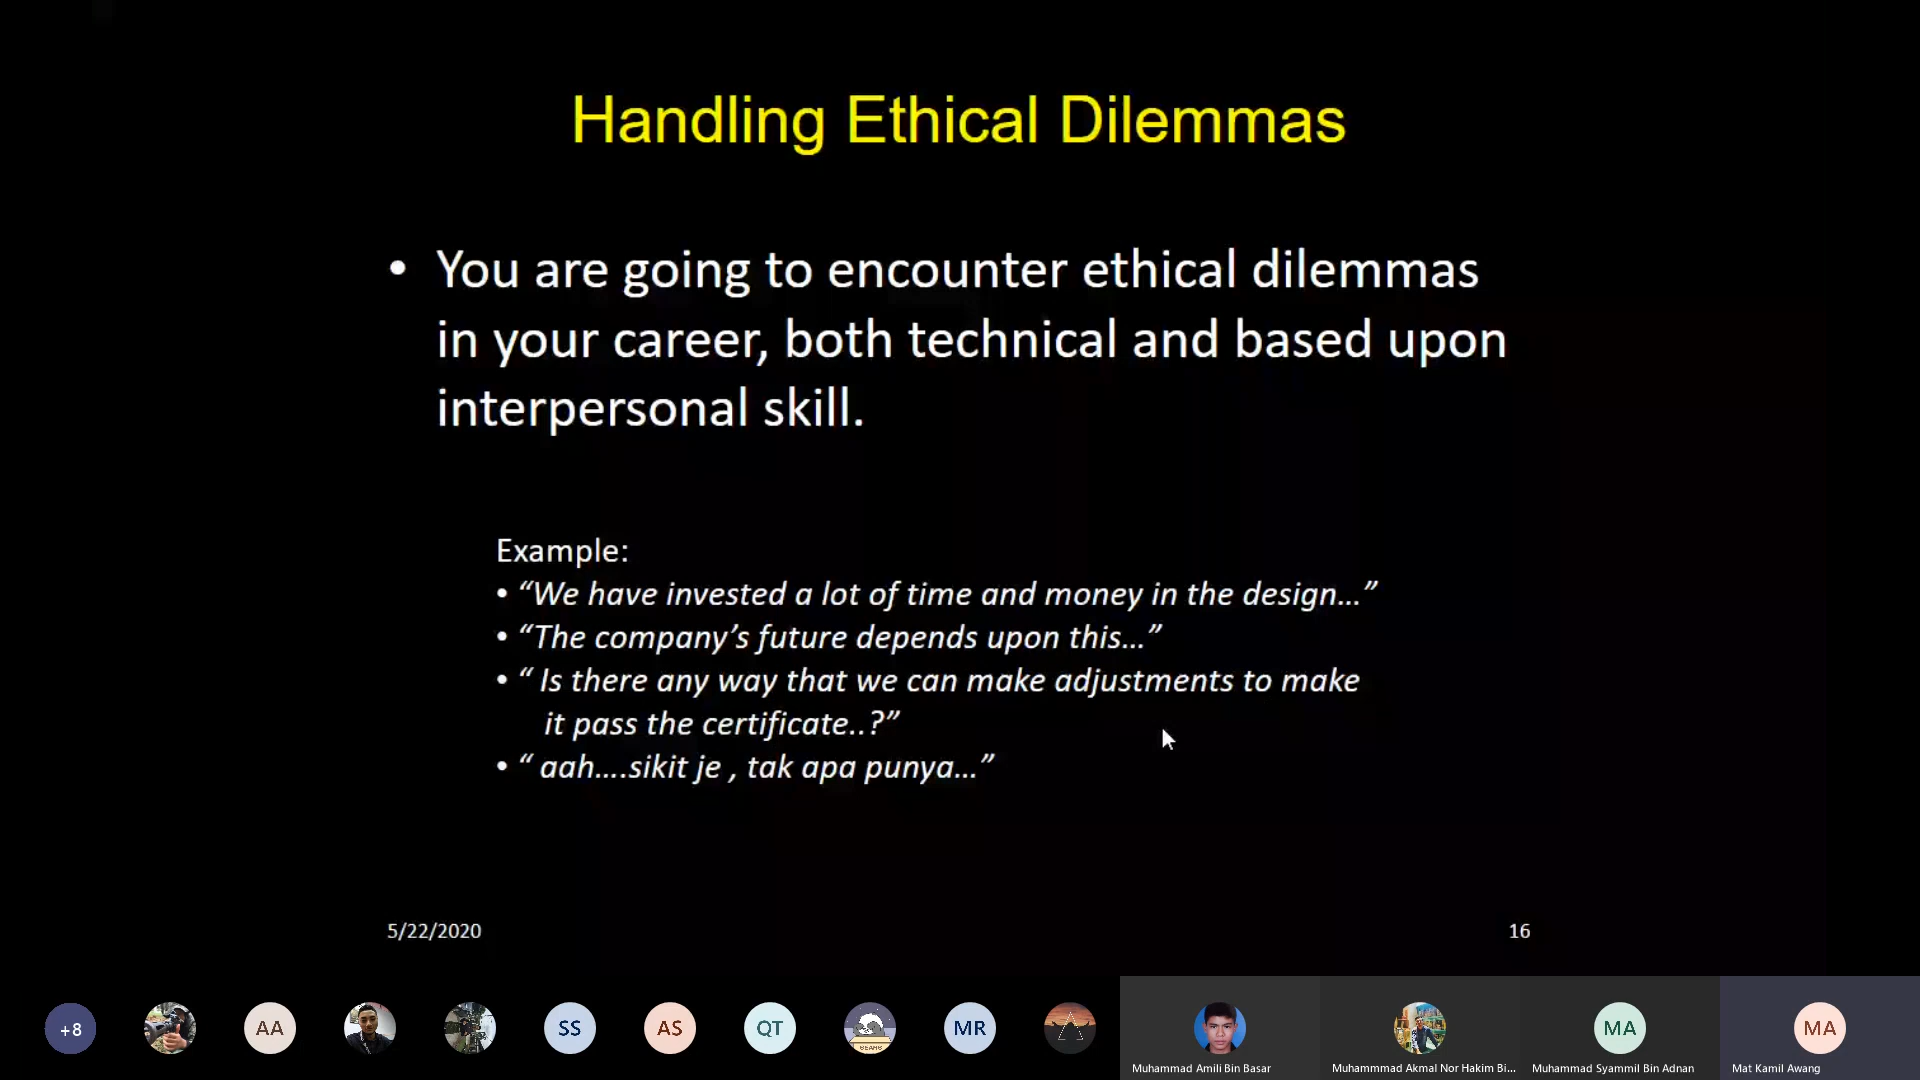 Handling Ethical Dilemmas
• You are going to encounter ethical dilemmas
in your career, both technical and based upon
interpersonal skill.
Example:
• “We have invested a lot of time and money in the design...”
• “The company’s future depends upon this...”
• “ Is there any way that we can make adjustments to make
it pass the certificate..?”
• “ aah....sikit je , tak apa punya...”
5/22/2020
16
+8
AA
SS
AS
QT
BEARS
MR
MA
MA
Muhammad Amili Bin Basar
Muhammmad Akmal Nor Hakim Bi...
Muhammad Syammil Bin Adnan
Mat Kamil Awang